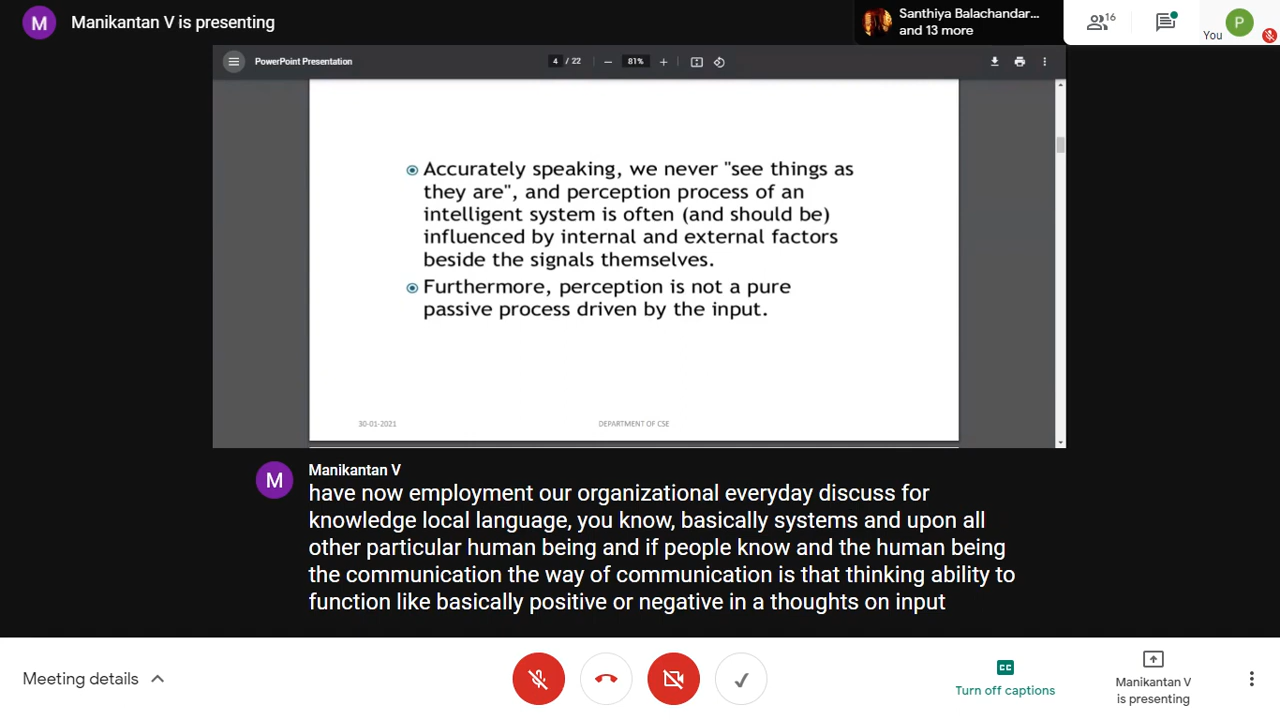 M
Manikantan V is presenting
Santhiya Balachandar...
and 13 more
16
You
P
PowerPoint Presentation
4 / 22
81%
Accurately speaking, we never "see things as
they are", and perception process of an
intelligent system is often (and should be)
influenced by internal and external factors
beside the signals themselves.
Furthermore, perception is not a pure
passive process driven by the input.
30-01-2021
DEPARTMENT OF CSE
M
Manikantan V
have now employment our organizational everyday discuss for
knowledge local language, you know, basically systems and upon all
other particular human being and if people know and the human being
the communication the way of communication is that thinking ability to
function like basically positive or negative in a thoughts on input
Meeting details
CC
Turn off captions
Manikantan V
is presenting